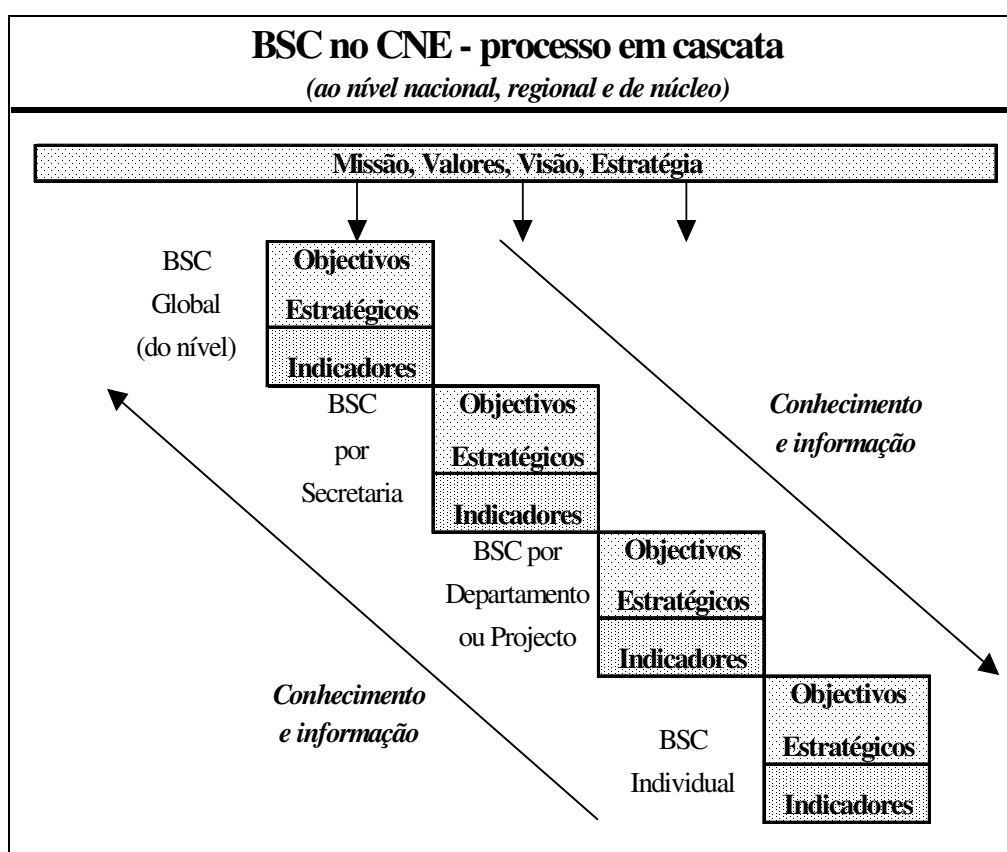 BSC no CNE - processo em cascata
(ao nível nacional, regional e de núcleo)
Missão, Valores, Visão, Estratégia
BSC
Global
(do nível)
Objectivos
Estratégicos
Indicadores
BSC
por
Secretaria
Objectivos
Estratégicos
Indicadores
Conhecimento
e informação
BSC por
Departamento
ou Projecto
Objectivos
Estratégicos
Indicadores
Conhecimento
e informação
BSC
Individual
Objectivos
Estratégicos
Indicadores